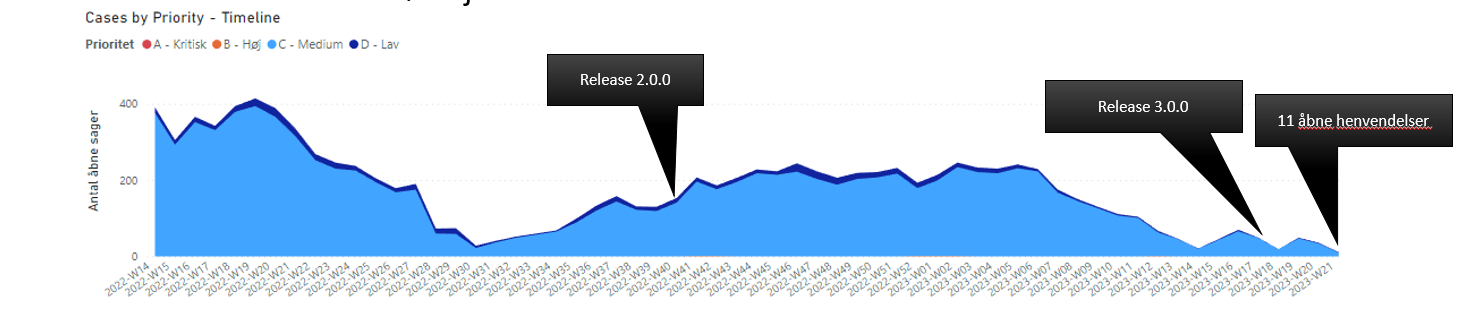 Cases by Priority - Timeline
Prioritet A - Kritisk B - Høj C - Medium D - Lav
Release 2.0.0
Release 3.0.0
11 åbne henvendelser
Antal åbne sager
400
200
0
2022-W14
2022-W15
2022-W16
2022-W17
2022-W18
2022-W19
2022-W20
2022-W21
2022-W22
2022-W23
2022-W24
2022-W25
2022-W26
2022-W27
2022-W28
2022-W29
2022-W30
2022-W31
2022-W32
2022-W33
2022-W34
2022-W35
2022-W36
2022-W37
2022-W38
2022-W39
2022-W40
2022-W41
2022-W42
2022-W43
2022-W44
2022-W45
2022-W46
2022-W47
2022-W48
2022-W49
2022-W50
2022-W51
2022-W52
2023-W01
2023-W02
2023-W03
2023-W04
2023-W05
2023-W06
2023-W07
2023-W08
2023-W09
2023-W10
2023-W11
2023-W12
2023-W13
2023-W14
2023-W15
2023-W16
2023-W17
2023-W18
2023-W19
2023-W20
2023-W21